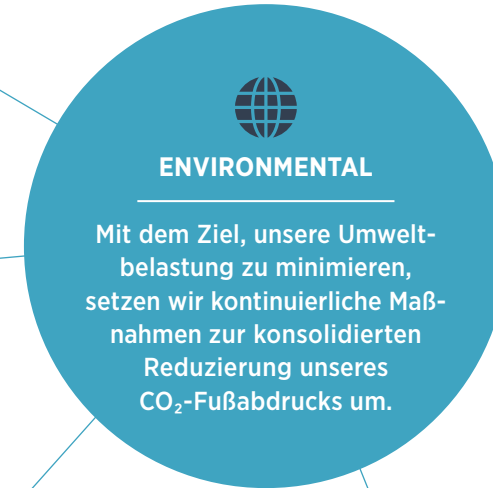 ENVIRONMENTAL
Mit dem Ziel, unsere Umwelt-
belastung zu minimieren,
setzen wir kontinuierliche Maß-
nahmen zur konsolidierten
Reduzierung unseres
CO₂-Fußabdrucks um.